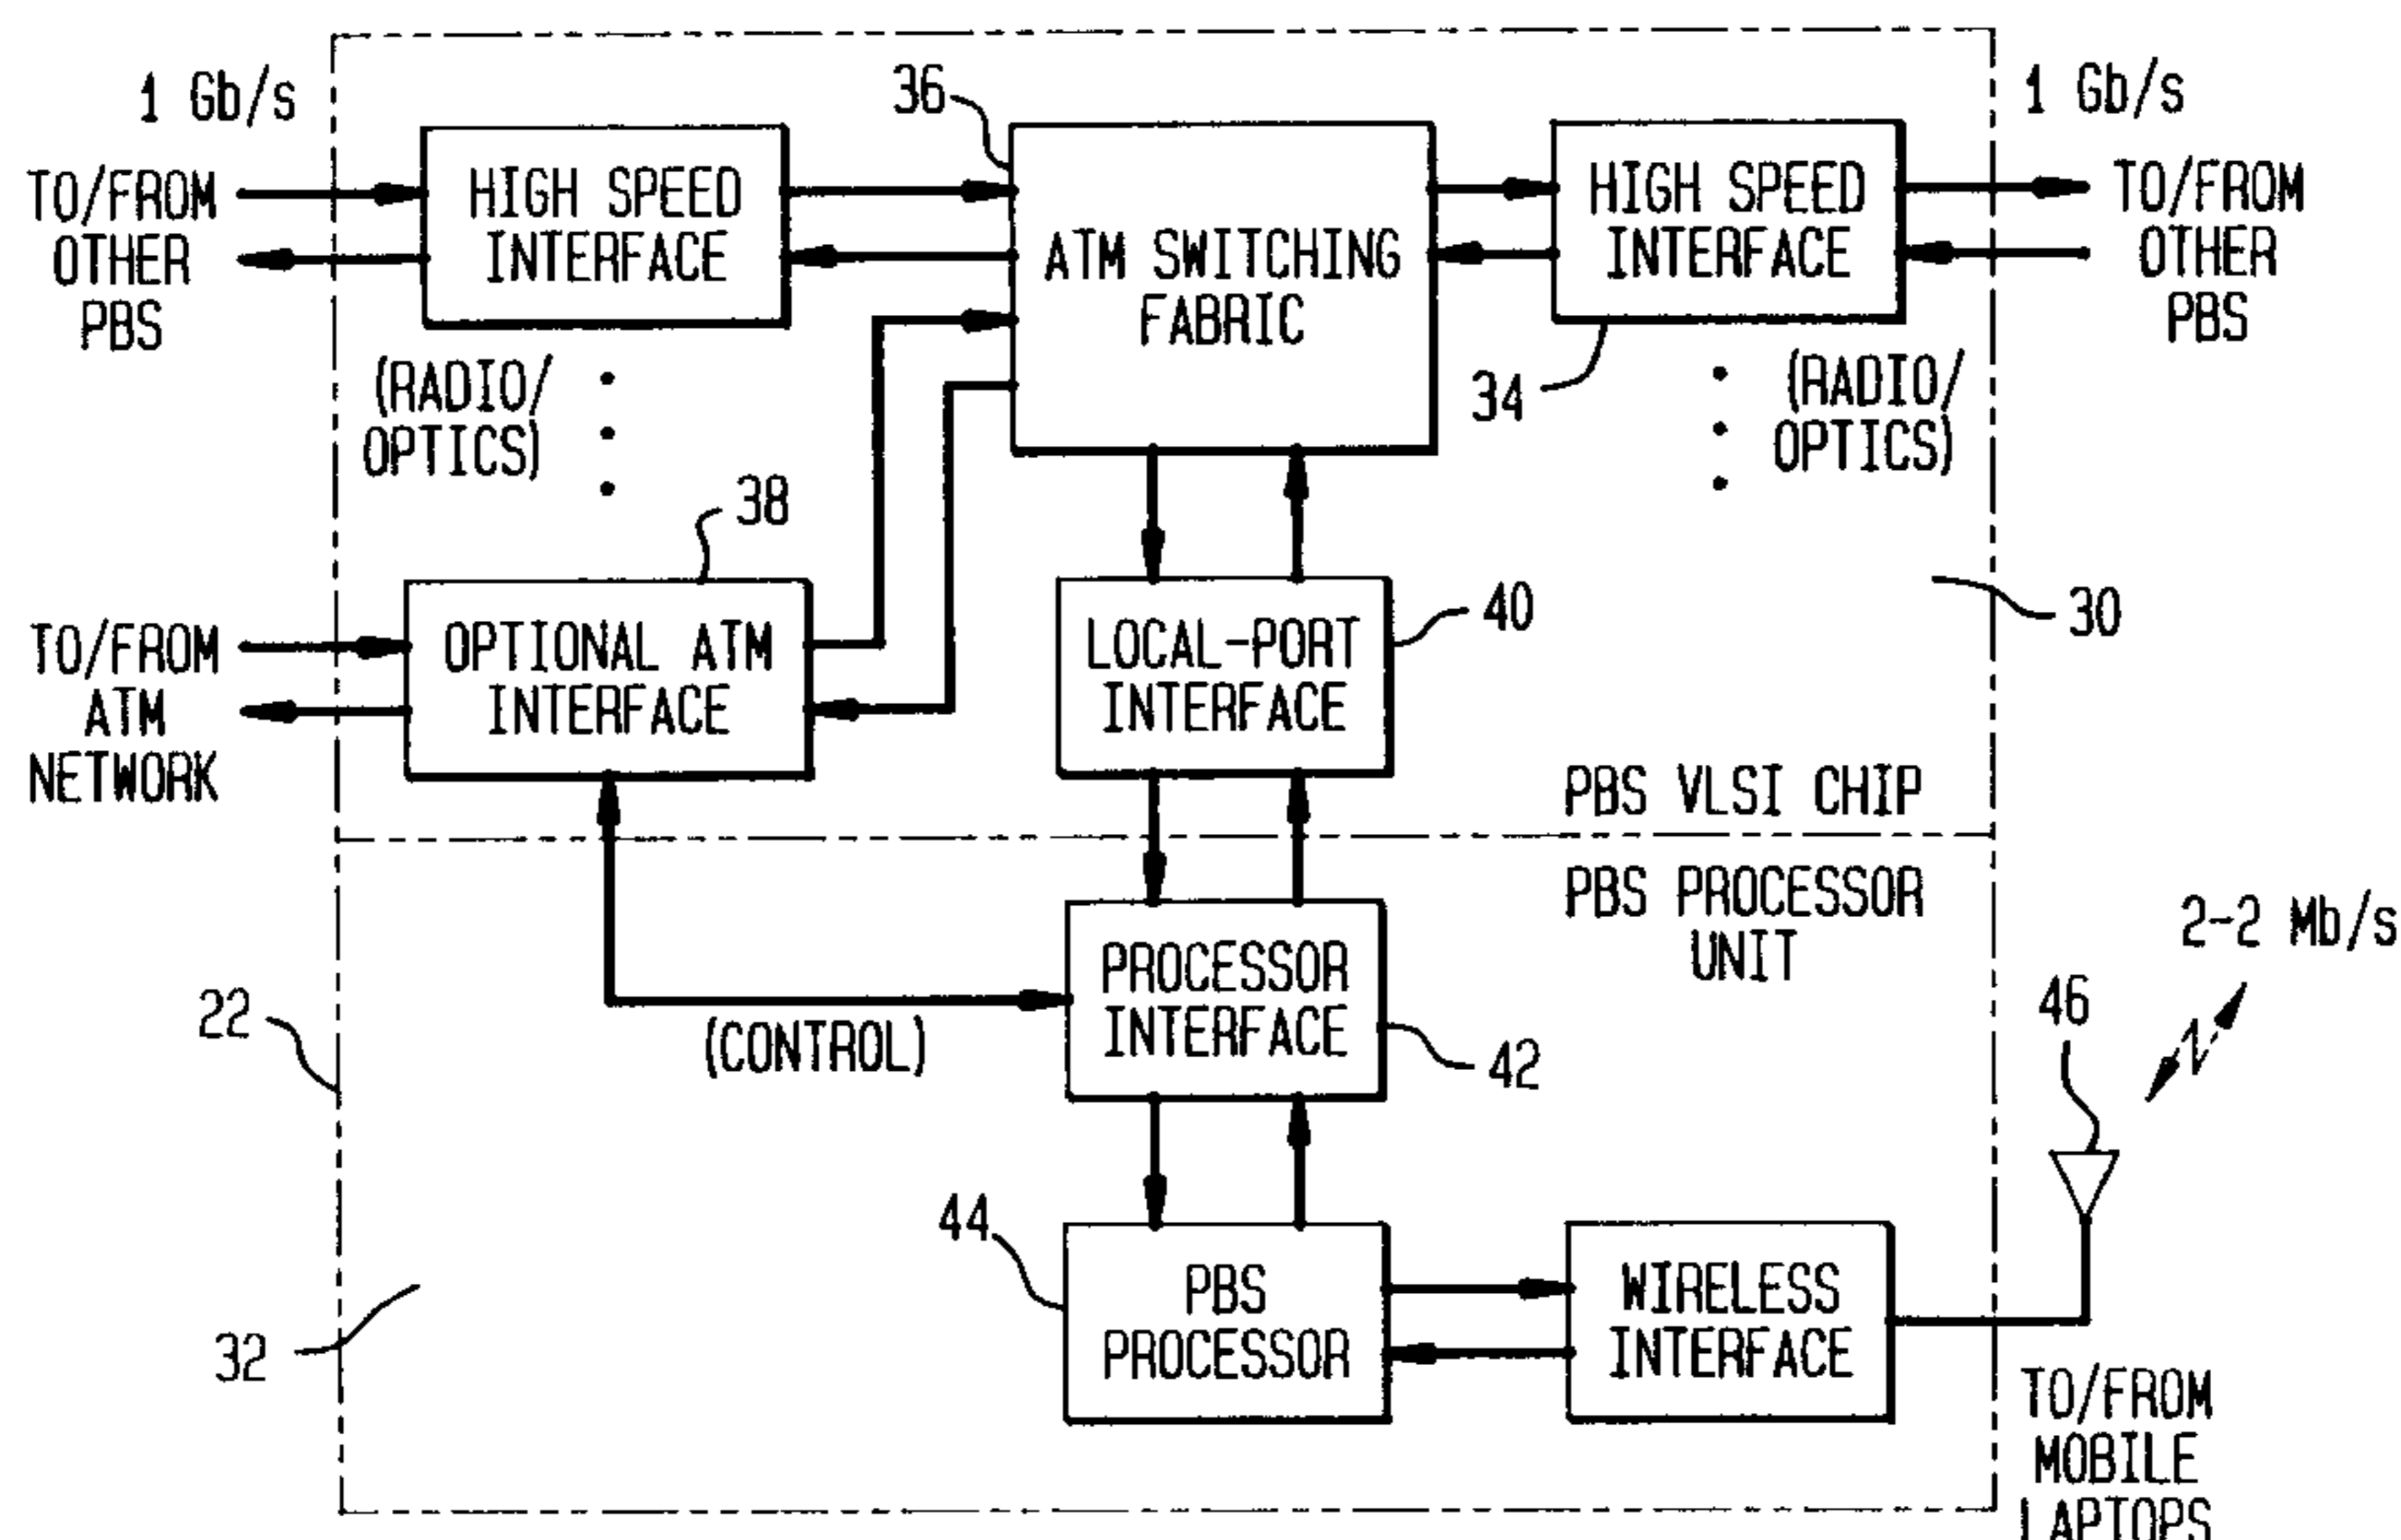 1 Gb/s
36
1 Gb/s
TO/FROM
OTHER
PBS
HIGH SPEED
INTERFACE
ATM SWITCHING
FABRIC
HIGH SPEED
INTERFACE
TO/FROM
OTHER
PBS
(RADIO/
OPTICS)
34
(RADIO/
OPTICS)
38
TO/FROM
ATM
NETWORK
OPTIONAL ATM
INTERFACE
LOCAL-PORT
INTERFACE
40
30
PBS VLSI CHIP
PBS PROCESSOR
UNIT
2-2 Mb/s
22
(CONTROL)
PROCESSOR
INTERFACE
42
46
44
32
PBS
PROCESSOR
WIRELESS
INTERFACE
TO/FROM
MOBILE
LAPTOPS